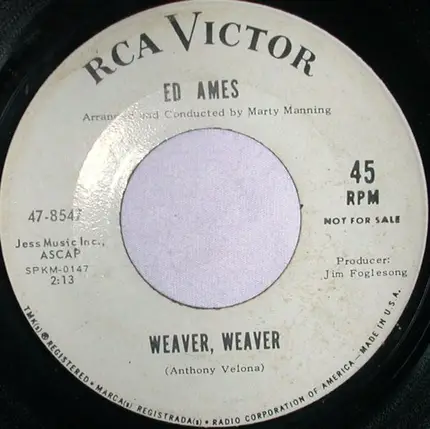 RCA VICTOR
ED AMES
Arranged and Conducted by Marty Manning
47-8547
45
RPM
NOT FOR SALE
Jess Music Inc.,
ASCAP
SPKM-0147
2:13
Producer:
Jim Foglesong
WEAVER, WEAVER
(Anthony Velona)
TMK(s) ® REGISTERED • MARCA(s) REGISTRADA(s) • RADIO CORPORATION OF AMERICA—MADE IN U.S.A.